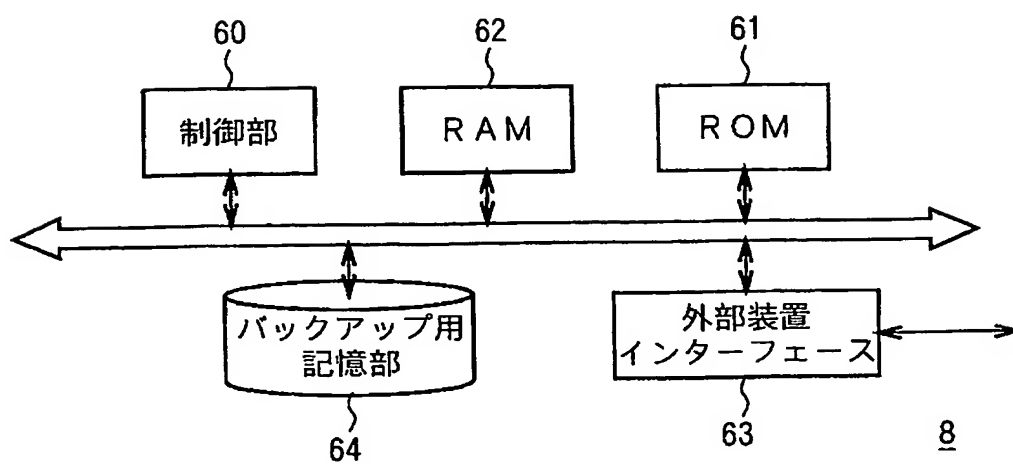 60
62
61
制御部
RAM
ROM
バックアップ用
記憶部
外部装置
インターフェース
64
63
8